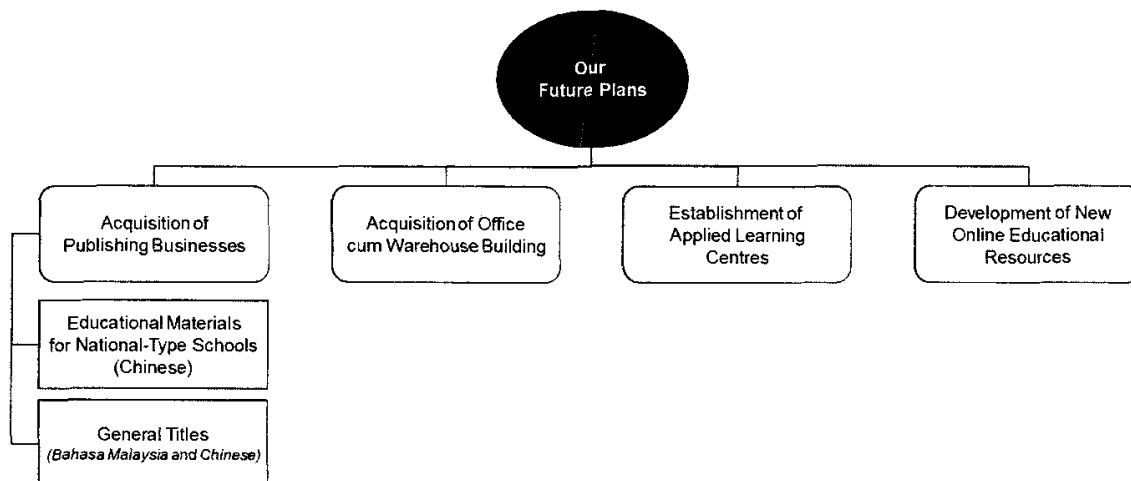 Our
Future Plans
Acquisition of
Publishing Businesses
Acquisition of Office
cum Warehouse Building
Establishment of
Applied Learning
Centres
Development of New
Online Educational
Resources
Educational Materials
for National-Type Schools
(Chinese)
General Titles
(Bahasa Malaysia and Chinese)